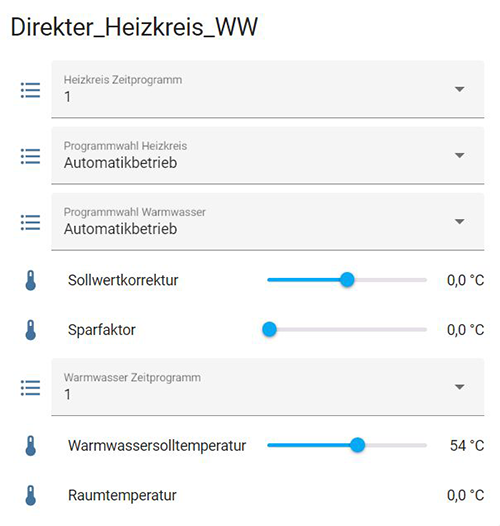 Direkter_Heizkreis_WW
Heizkreis Zeitprogramm
1
Programmwahl Heizkreis
Automatikbetrieb
Programmwahl Warmwasser
Automatikbetrieb
Sollwertkorrektur 0,0 °C
Sparfaktor 0,0 °C
Warmwasser Zeitprogramm
1
Warmwassersolltemperatur 54 °C
Raumtemperatur 0,0 °C